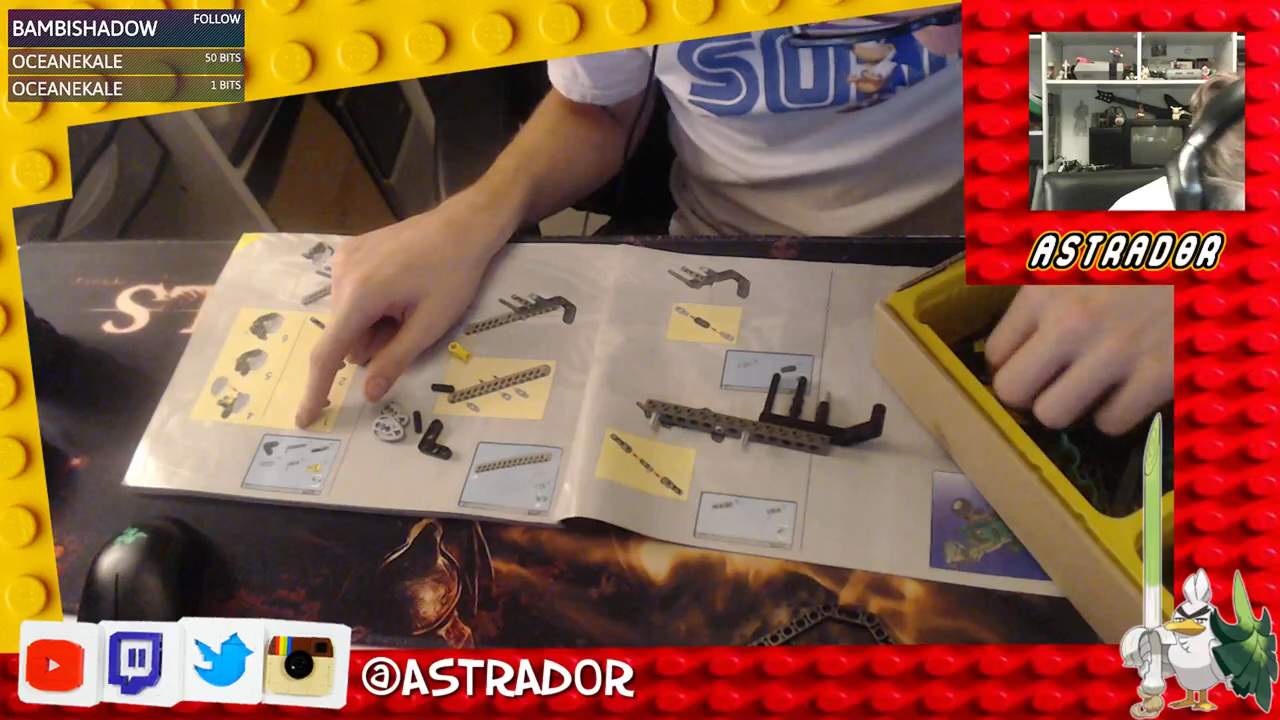 BAMBISHADOW FOLLOW
OCEANEKALE 50 BITS
OCEANEKALE 1 BITS
ASTRADOR
@ASTRADOR